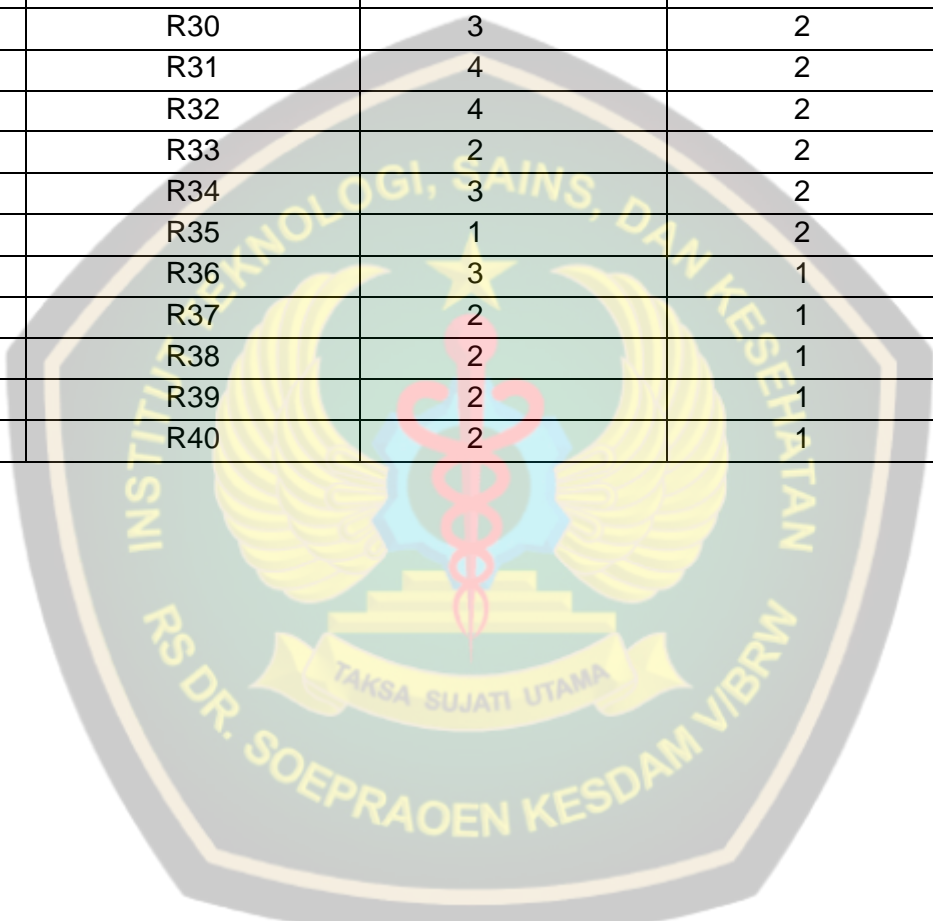 R30 3 2
R31 4 2
R32 4 2
R33 2 2
R34 3 2
R35 1 2
R36 3 1
R37 2 1
R38 2 1
R39 2 1
R40 2 1
INSTITUT TEKNOLOGI, SAINS, DAN KESEHATAN
TAKSA SUJATI UTAMA
RS DR. SOEPRAOEN KESDAM V/BRW